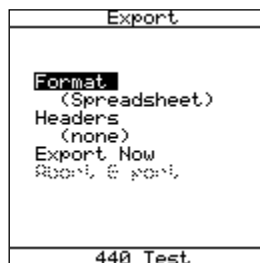 Export
Format
(Spreadsheet)
Headers
(none)
Export Now
440 Test